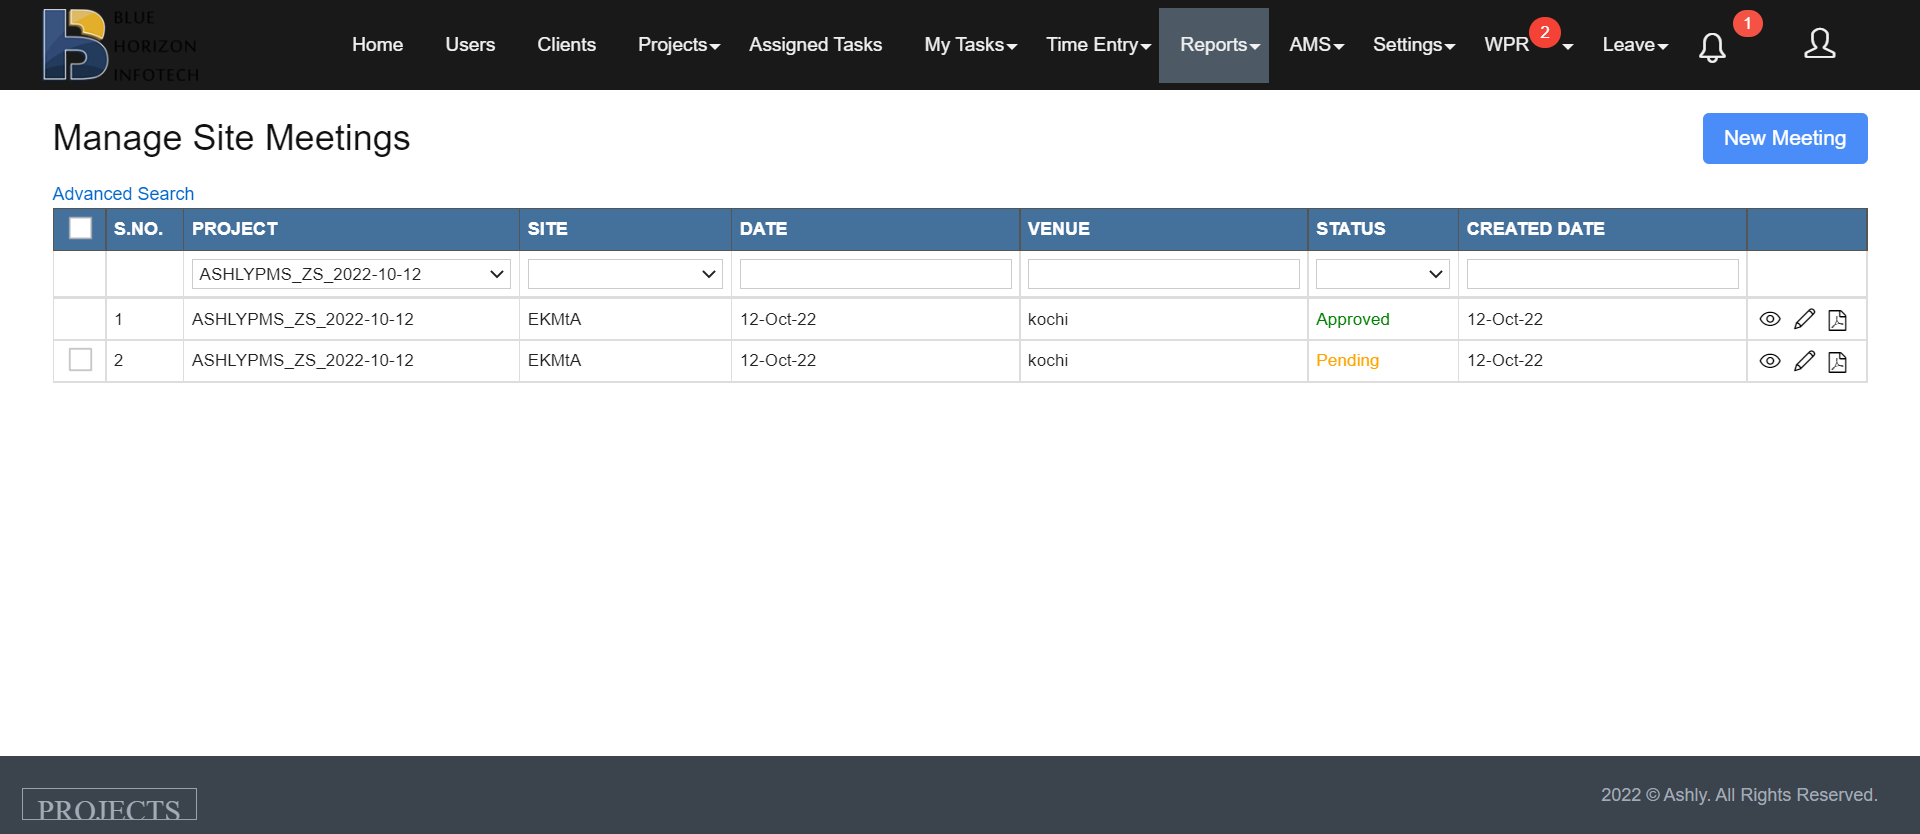 BLUE
HORIZON
INFOTECH
Home Users Clients Projects Assigned Tasks My Tasks Time Entry Reports AMS Settings WPR 2 Leave 1
Manage Site Meetings
New Meeting
Advanced Search
S.NO. PROJECT SITE DATE VENUE STATUS CREATED DATE
ASHLYPMS_ZS_2022-10-12
1 ASHLYPMS_ZS_2022-10-12 EKMtA 12-Oct-22 kochi Approved 12-Oct-22
2 ASHLYPMS_ZS_2022-10-12 EKMtA 12-Oct-22 kochi Pending 12-Oct-22
PROJECTS
2022 © Ashly. All Rights Reserved.